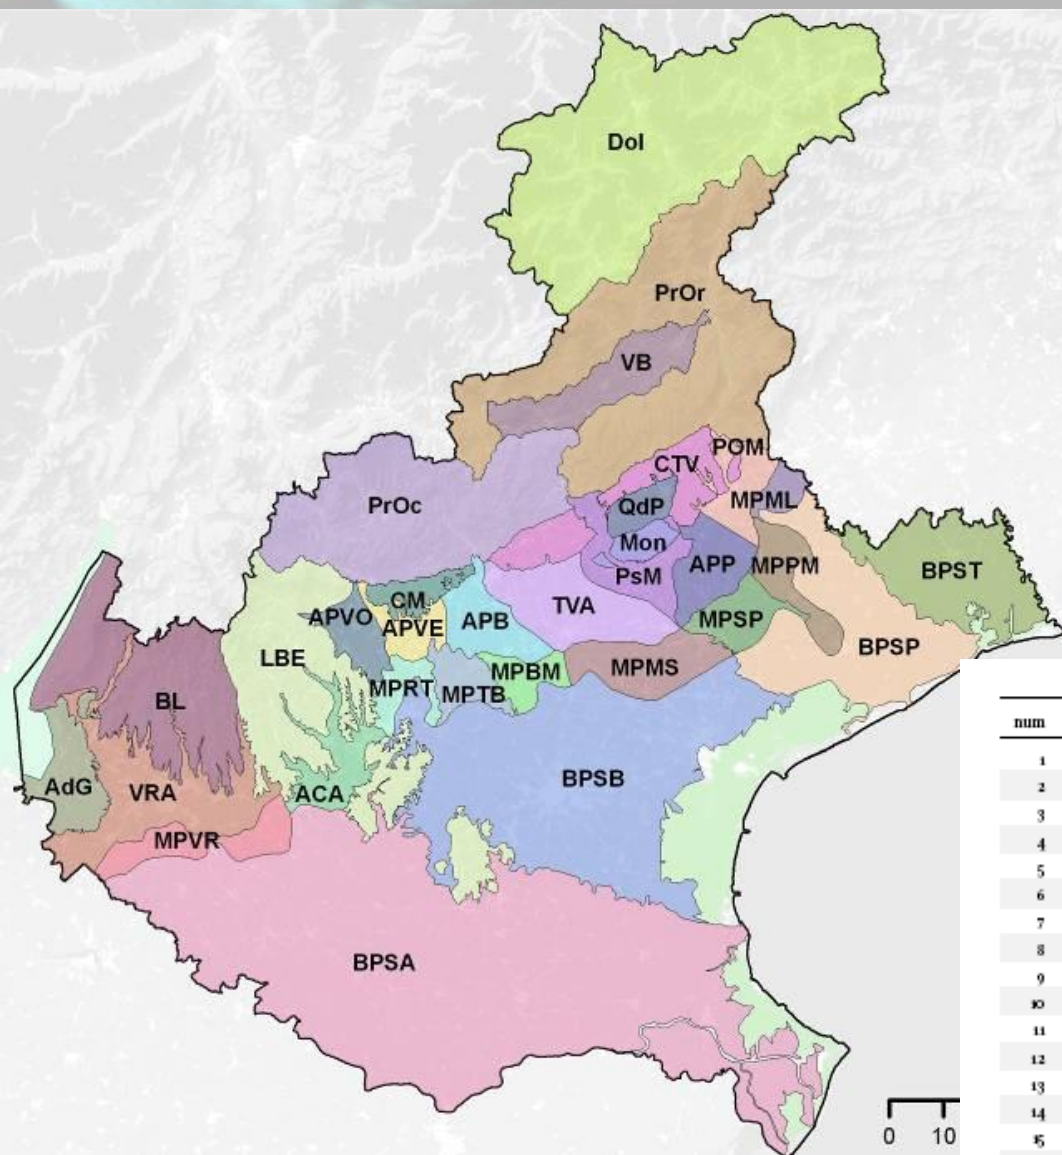 Dol
PrOr
VB
POM
CTV
PrOc
QdP
MPML
Mon
APP
MPPM
BPST
PsM
CM
APVO
APVE
APB
TVA
MPSP
BPSP
LBE
MPRT
MPTB
MPBM
MPMS
BL
BPSB
AdG
VRA
ACA
MPVR
BPSA
0 10
num
1
2
3
4
5
6
7
8
9
10
11
12
13
14
15